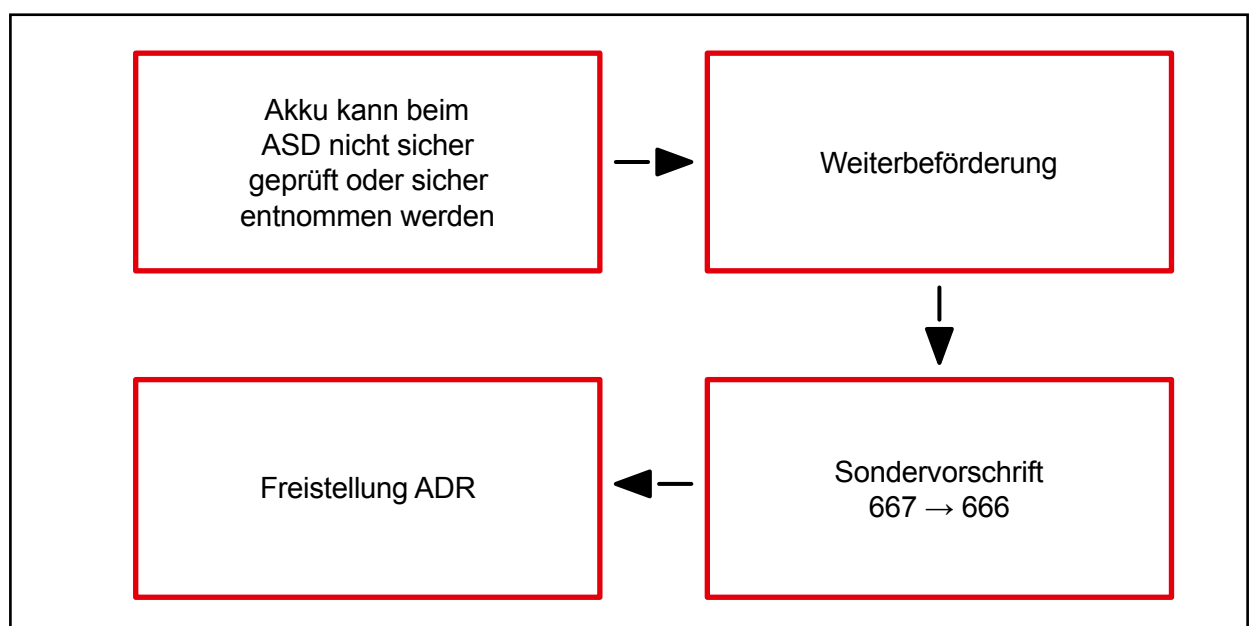 Akku kann beim
ASD nicht sicher
geprüft oder sicher
entnommen werden
Weiterbeförderung
Sondervorschrift
667 → 666
Freistellung ADR